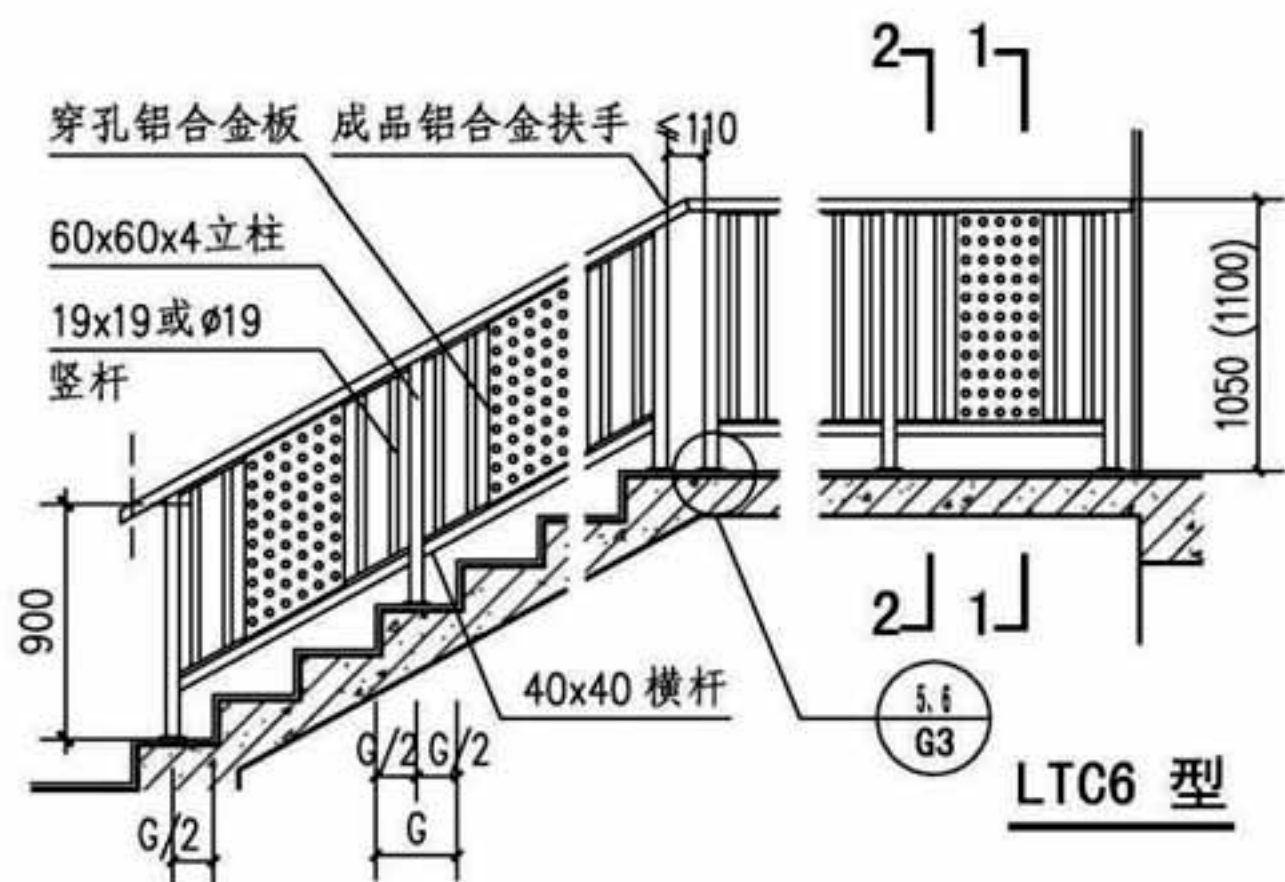 2 1
穿孔铝合金板 成品铝合金扶手 ≤110
60x60x4立柱
19x19或ø19
竖杆
1050 (1100)
900
2 1
40x40 横杆
5、6
G3
G/2 G/2
G/2
G
LTC6 型